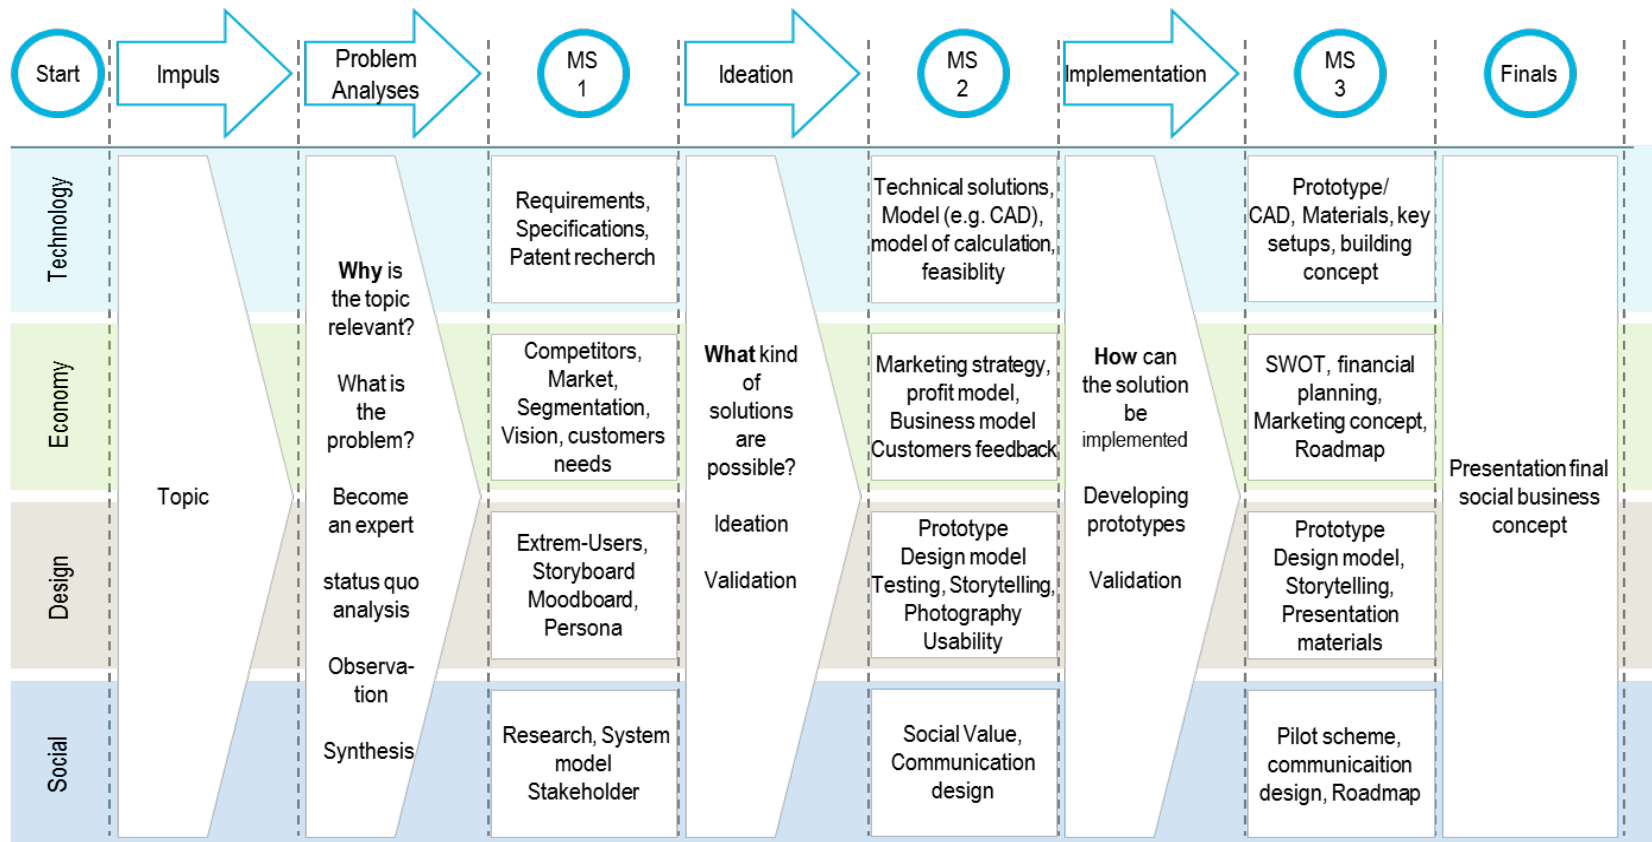 Start
Impuls
Problem
Analyses
MS
1
Ideation
MS
2
Implementation
MS
3
Finals
Technology
Economy
Design
Social
Topic
Why is
the topic
relevant?
What is
the
problem?
Become
an expert
status quo
analysis
Observa-
tion
Synthesis
Requirements,
Specifications,
Patent recherch
Competitors,
Market,
Segmentation,
Vision, customers
needs
Extrem-Users,
Storyboard
Moodboard,
Persona
Research, System
model
Stakeholder
What kind
of
solutions
are
possible?
Ideation
Validation
Technical solutions,
Model (e.g. CAD),
model of calculation,
feasiblity
Marketing strategy,
profit model,
Business model
Customers feedback
Prototype
Design model
Testing, Storytelling,
Photography
Usability
Social Value,
Communication
design
How can
the solution
be
implemented
Developing
prototypes
Validation
Prototype/
CAD, Materials, key
setups, building
concept
SWOT, financial
planning,
Marketing concept,
Roadmap
Prototype
Design model,
Storytelling,
Presentation
materials
Pilot scheme,
communicaition
design, Roadmap
Presentation final
social business
concept